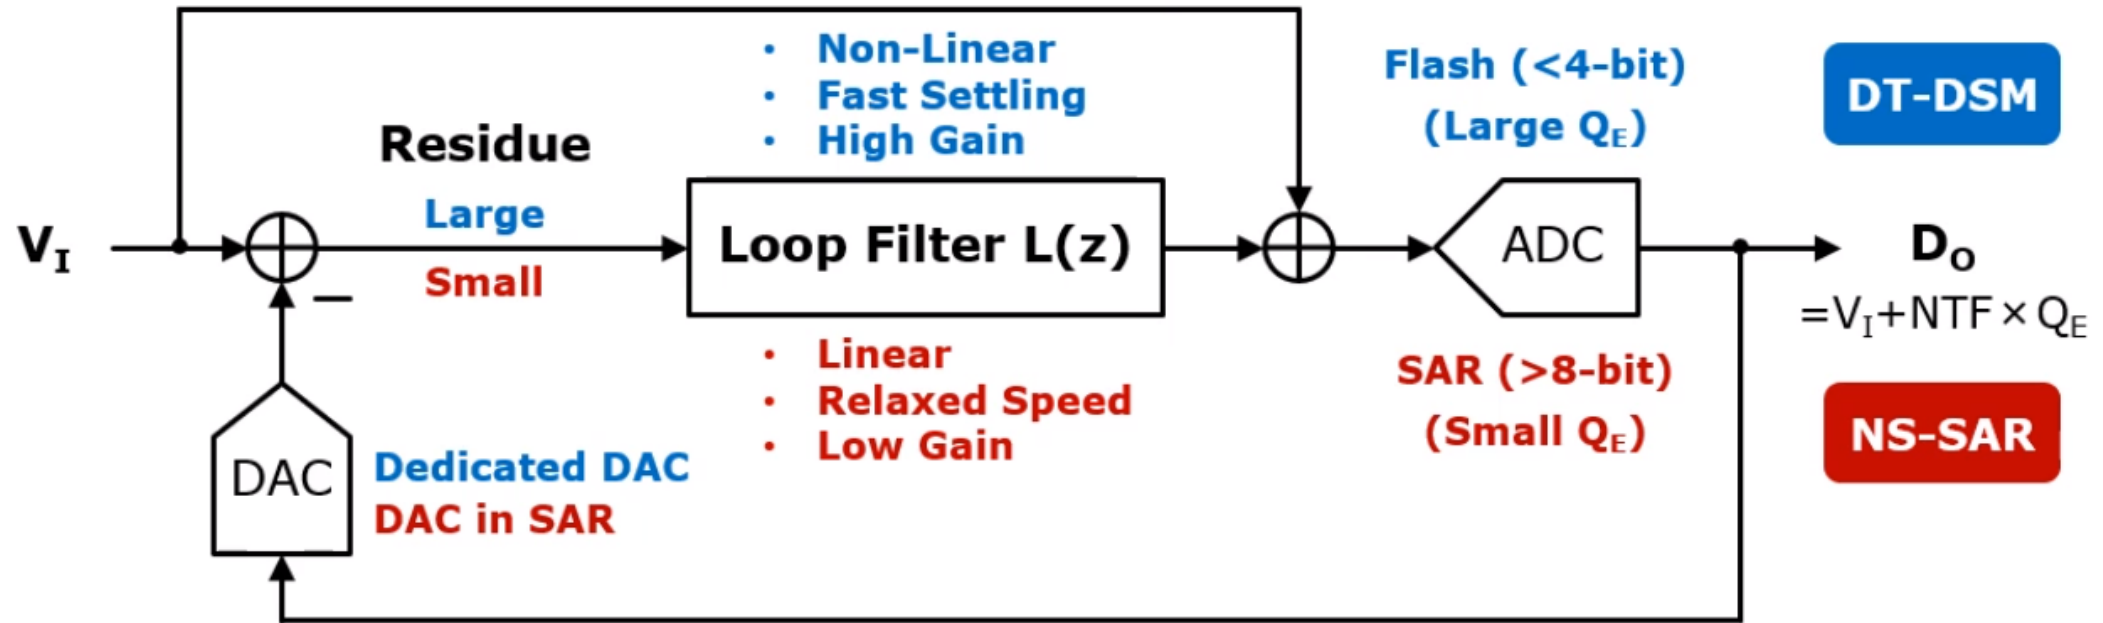 • Non-Linear
• Fast Settling
• High Gain
Flash (<4-bit)
(Large QE)
DT-DSM
Residue
Large
VI
Loop Filter L(z)
ADC
DO
Small
=VI+NTF×QE
• Linear
• Relaxed Speed
• Low Gain
SAR (>8-bit)
(Small QE)
NS-SAR
DAC
Dedicated DAC
DAC in SAR